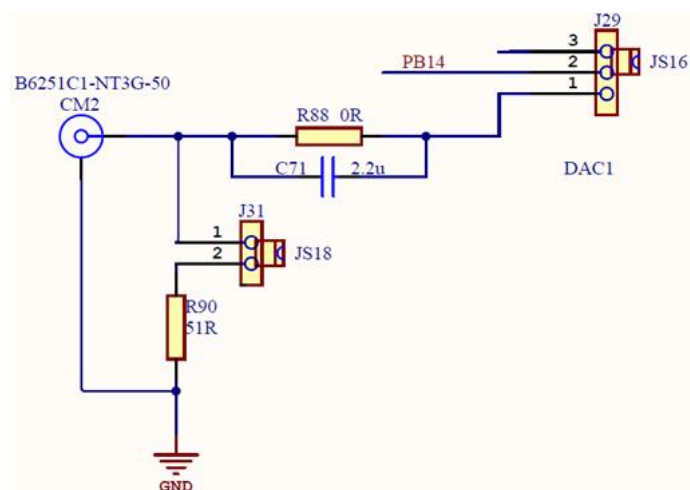 J29
3
PB14
2
JS16
1
B6251C1-NT3G-50
CM2
R88 0R
C71
2.2u
DAC1
J31
1
2
JS18
R90
51R
GND